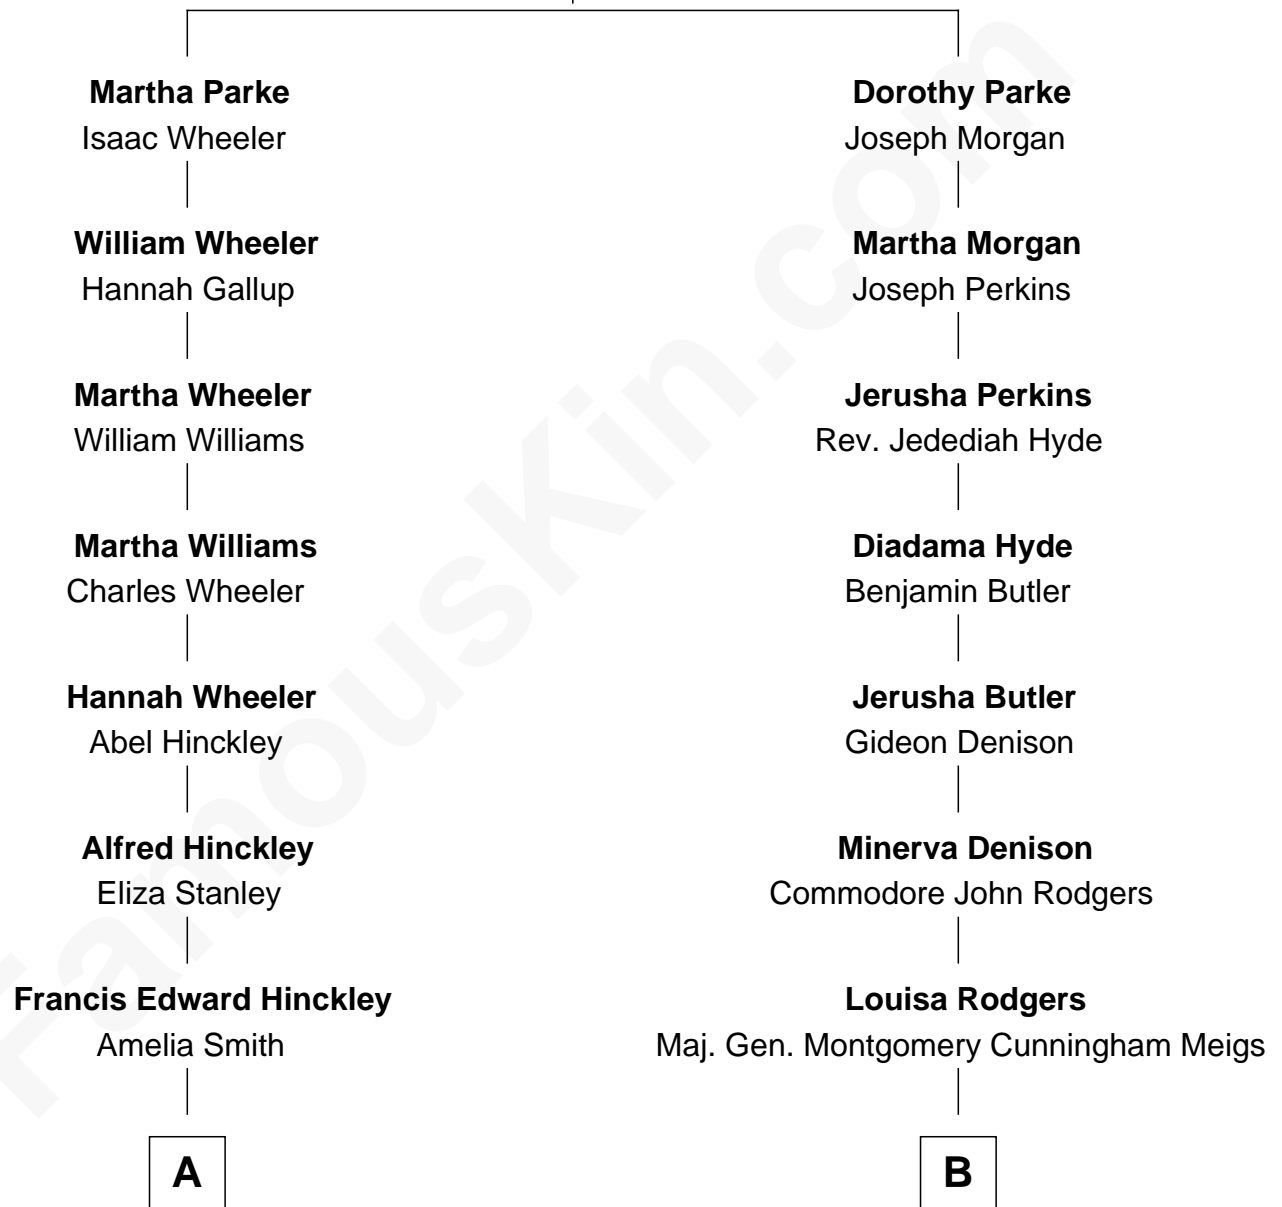 Martha Parke
Isaac Wheeler
William Wheeler
Hannah Gallup
Martha Wheeler
William Williams
Martha Williams
Charles Wheeler
Hannah Wheeler
Abel Hinckley
Alfred Hinckley
Eliza Stanley
Francis Edward Hinckley
Amelia Smith
A
Dorothy Parke
Joseph Morgan
Martha Morgan
Joseph Perkins
Jerusha Perkins
Rev. Jedediah Hyde
Diadama Hyde
Benjamin Butler
Jerusha Butler
Gideon Denison
Minerva Denison
Commodore John Rodgers
Louisa Rodgers
Maj. Gen. Montgomery Cunningham Meigs
B
FamousKin.com